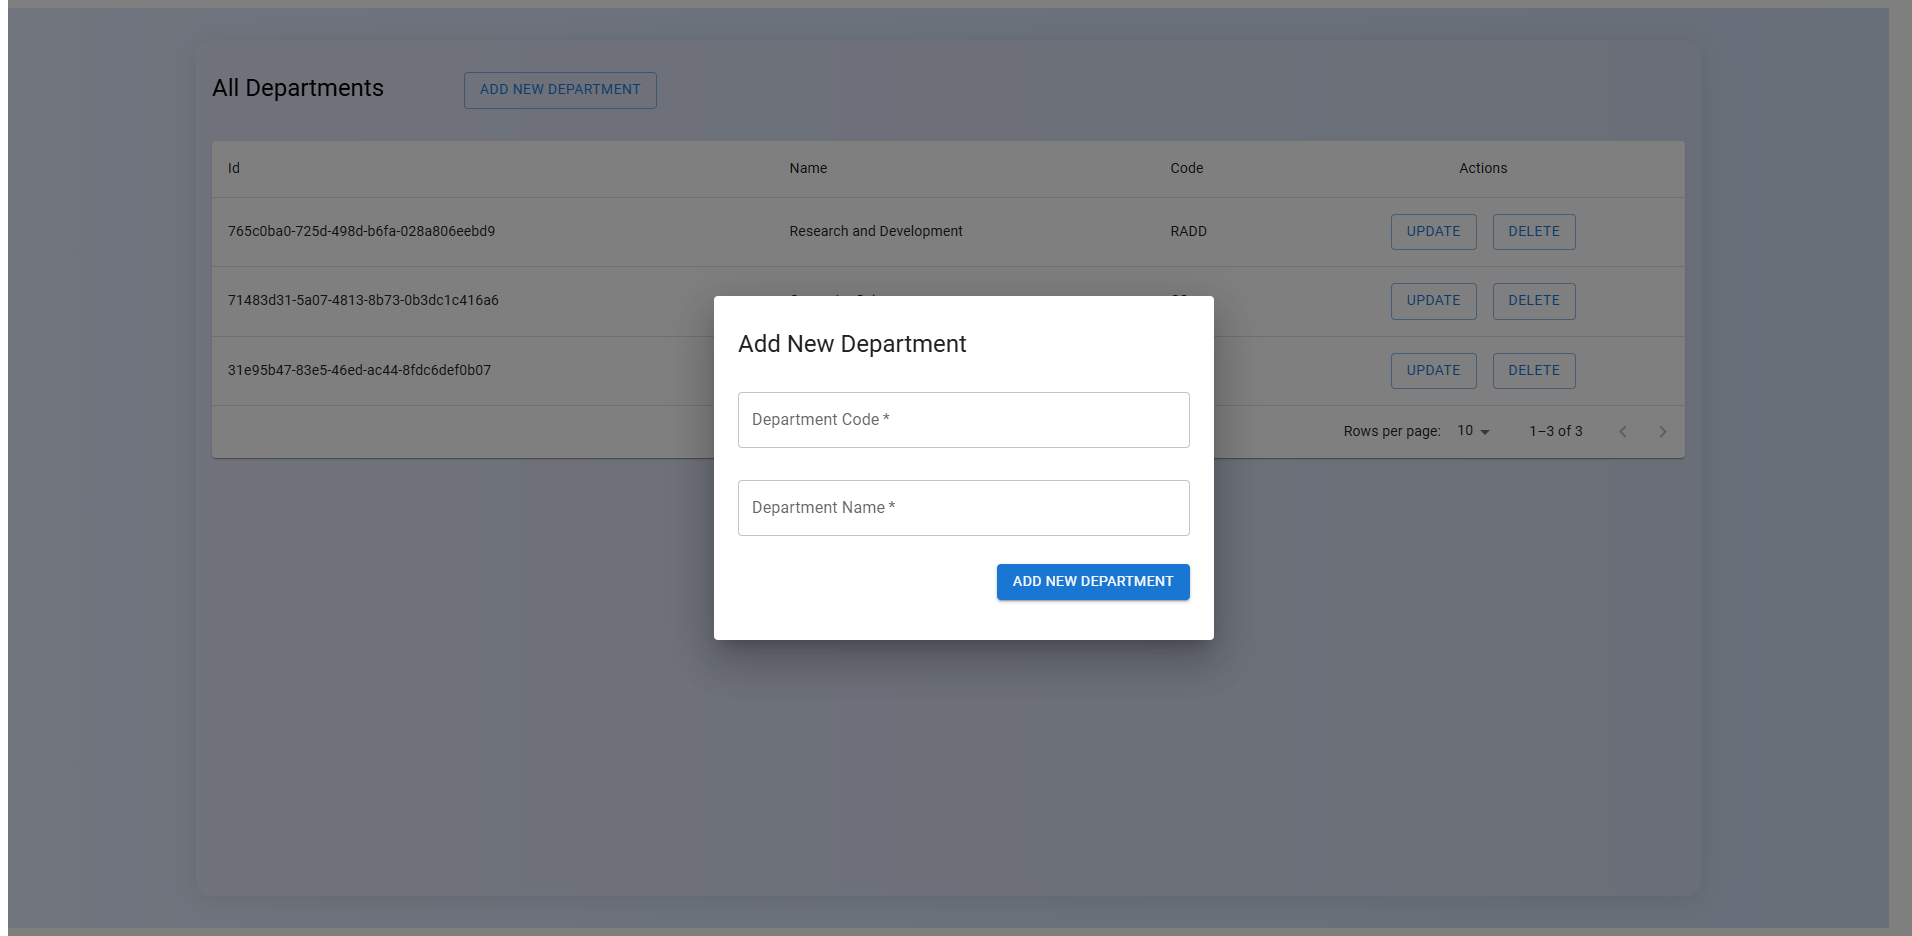 All Departments ADD NEW DEPARTMENT
Id Name Code Actions
765c0ba0-725d-498d-b6fa-028a806eebd9 Research and Development RADD UPDATE DELETE
71483d31-5a07-4813-8b73-0b3dc1c416a6 UPDATE DELETE
31e95b47-83e5-46ed-ac44-8fdc6def0b07 UPDATE DELETE
Rows per page: 10 1–3 of 3
Add New Department
Department Code *
Department Name *
ADD NEW DEPARTMENT